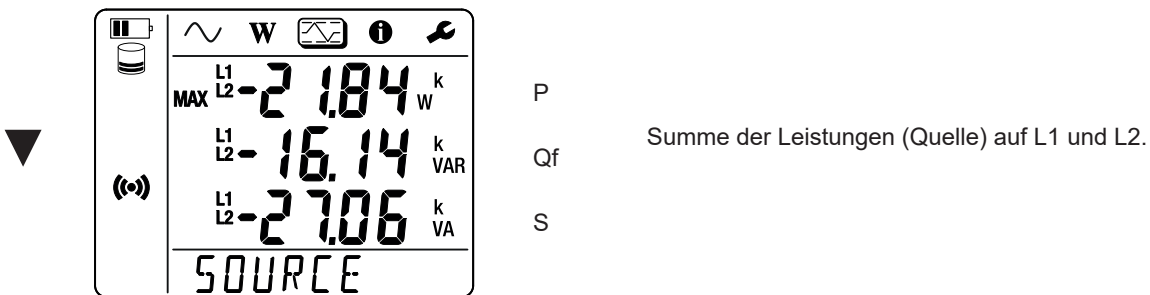 W
MAX L1 L2 -21.84 k W
P
L1 L2 -16.14 k VAR
Qf
Summe der Leistungen (Quelle) auf L1 und L2.
L1 L2 -27.06 k VA
S
SOURCE